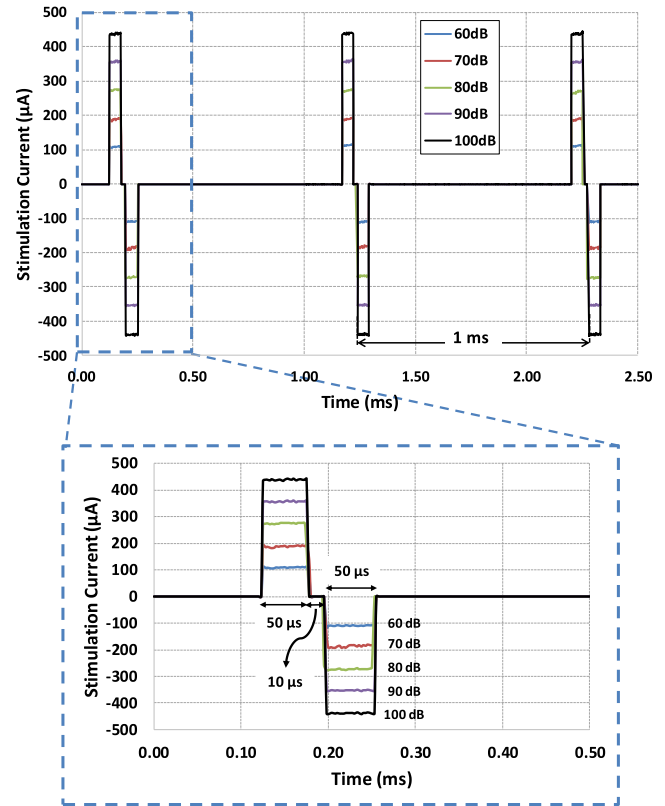 500
400
300
200
100
0
-100
-200
-300
-400
-500
Stimulation Current (µA)
60dB
70dB
80dB
90dB
100dB
1 ms
0.00
0.50
1.00
1.50
2.00
2.50
Time (ms)
500
400
300
200
100
0
-100
-200
-300
-400
-500
Stimulation Current (µA)
50 µs
50 µs
10 µs
60 dB
70 dB
80 dB
90 dB
100 dB
0.00
0.10
0.20
0.30
0.40
0.50
Time (ms)